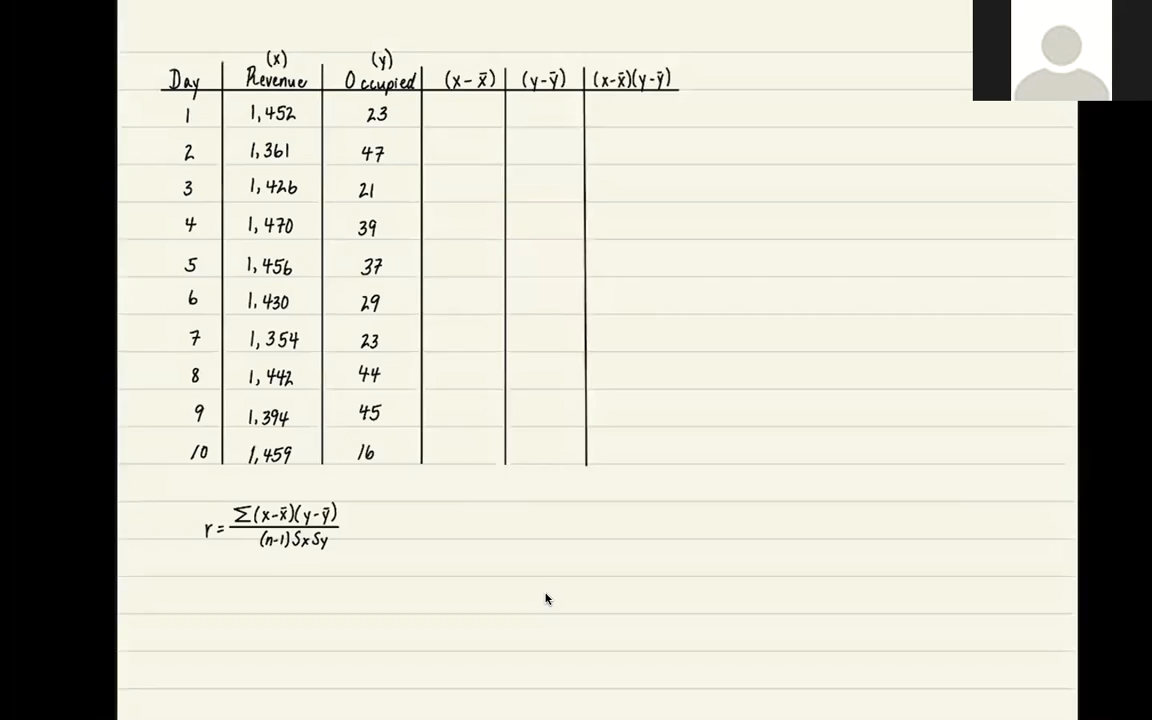 (x) (y)
Day Revenue Occupied (x-x̄) (y-ȳ) (x-x̄)(y-ȳ)
1 1,452 23
2 1,361 47
3 1,426 21
4 1,470 39
5 1,456 37
6 1.430 29
7 1,354 23
8 1,442 44
9 1,394 45
10 1,459 16
r = Σ(x-x̄)(y-ȳ)
(n-1)SxSy